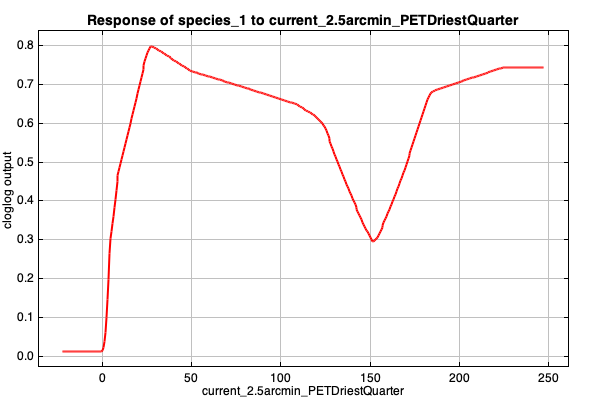 Response of species_1 to current_2.5arcmin_PETDriestQuarter
cloglog output
0.8
0.7
0.6
0.5
0.4
0.3
0.2
0.1
0.0
0 50 100 150 200 250
current_2.5arcmin_PETDriestQuarter